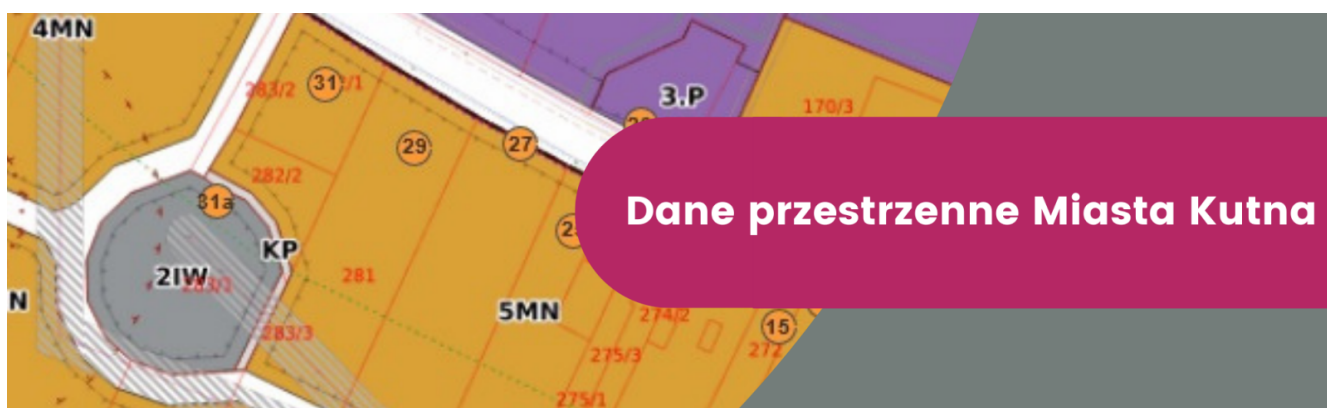 4MN
283/2
31
/1
3.P
170/3
29
27
282/2
31a
Dane przestrzenne Miasta Kutna
KP
2IW
281
N
283/3
5MN
274/2
15
275/3
272
275/1